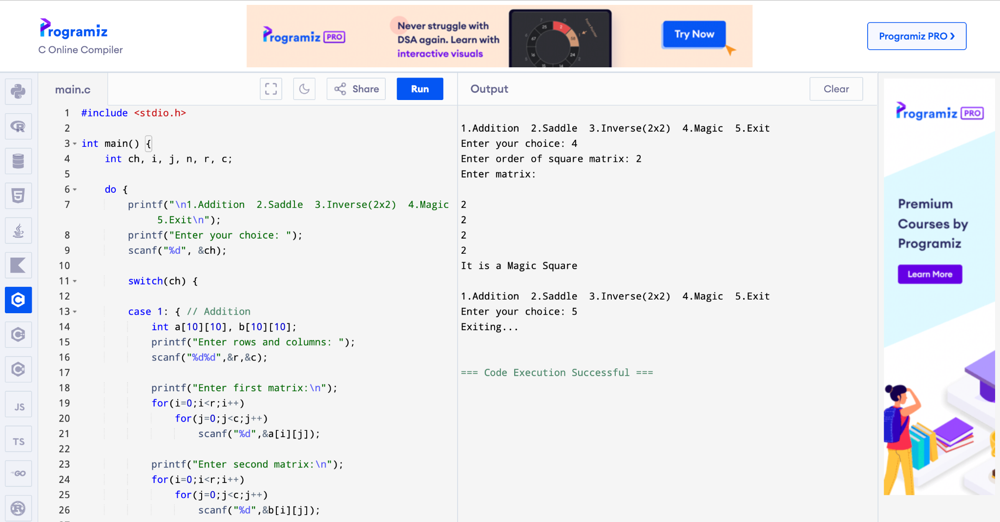 Programiz
C Online Compiler
Programiz PRO
Never struggle with
DSA again. Learn with
interactive visuals
Try Now
Programiz PRO ❯
main.c
Share
Run
Output
Clear
1 #include <stdio.h>
2
3 int main() {
4 int ch, i, j, n, r, c;
5
6 do {
7 printf("\n1.Addition  2.Saddle  3.Inverse(2x2)  4.Magic
5.Exit\n");
8 printf("Enter your choice: ");
9 scanf("%d", &ch);
10
11 switch(ch) {
12
13 case 1: { // Addition
14 int a[10][10], b[10][10];
15 printf("Enter rows and columns: ");
16 scanf("%d%d",&r,&c);
17
18 printf("Enter first matrix:\n");
19 for(i=0;i<r;i++)
20 for(j=0;j<c;j++)
21 scanf("%d",&a[i][j]);
22
23 printf("Enter second matrix:\n");
24 for(i=0;i<r;i++)
25 for(j=0;j<c;j++)
26 scanf("%d",&b[i][j]);
1.Addition  2.Saddle  3.Inverse(2x2)  4.Magic  5.Exit
Enter your choice: 4
Enter order of square matrix: 2
Enter matrix:
2
2
2
2
It is a Magic Square
1.Addition  2.Saddle  3.Inverse(2x2)  4.Magic  5.Exit
Enter your choice: 5
Exiting...
=== Code Execution Successful ===
JS
TS
GO
Programiz PRO
Premium
Courses by
Programiz
Learn More